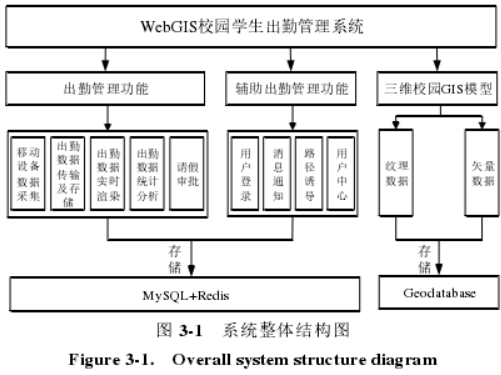 WebGIS校园学生出勤管理系统
出勤管理功能
辅助出勤管理功能
三维校园GIS模型
移动
设备
数据
采集
出勤
数据
传输
及存
储
出勤
数据
实时
渲染
出勤
数据
统计
分析
请假
审批
用
户
登
录
消
息
通
知
路
径
诱
导
用
户
中
心
纹理
数据
矢量
数据
存
储
存
储
MySQL+Redis
Geodatabase
图 3-1 系统整体结构图
Figure 3-1. Overall system structure diagram